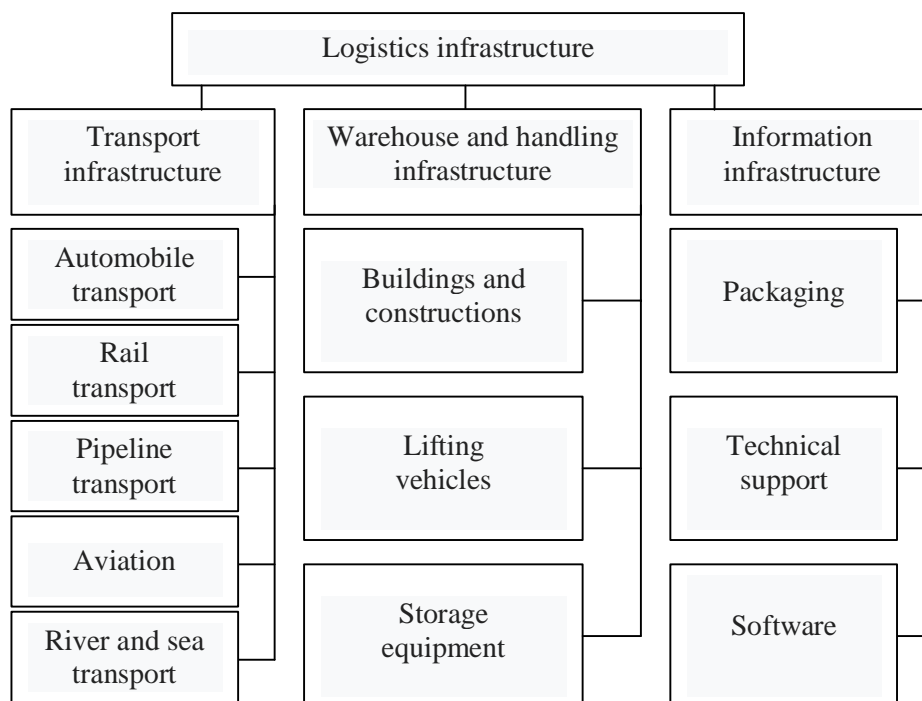 Logistics infrastructure
Transport
infrastructure
Warehouse and handling
infrastructure
Information
infrastructure
Automobile
transport
Rail
transport
Pipeline
transport
Aviation
River and sea
transport
Buildings and
constructions
Lifting
vehicles
Storage
equipment
Packaging
Technical
support
Software